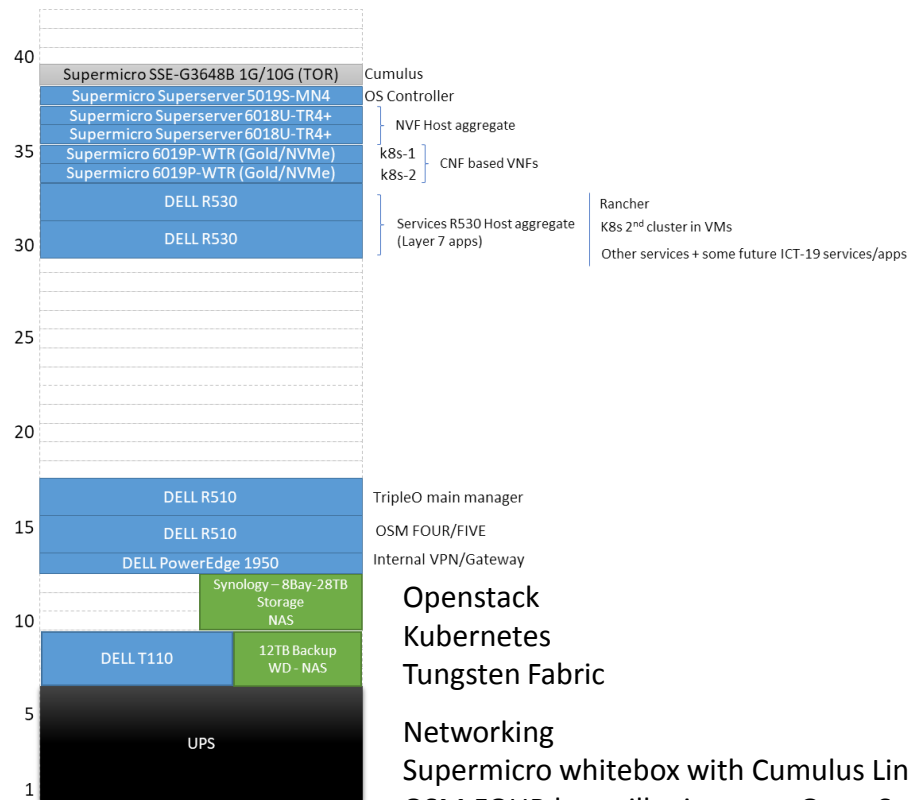 40
Supermicro SSE-G3648B 1G/10G (TOR)
Cumulus
Supermicro Superserver 5019S-MN4
OS Controller
Supermicro Superserver 6018U-TR4+
Supermicro Superserver 6018U-TR4+
NVF Host aggregate
35
Supermicro 6019P-WTR (Gold/NVMe)
k8s-1
Supermicro 6019P-WTR (Gold/NVMe)
k8s-2
CNF based VNFs
DELL R530
DELL R530
Services R530 Host aggregate
(Layer 7 apps)
Rancher
K8s 2nd cluster in VMs
Other services + some future ICT-19 services/apps
30
25
20
DELL R510
TripleO main manager
15
DELL R510
OSM FOUR/FIVE
DELL PowerEdge 1950
Internal VPN/Gateway
Synology – 8Bay-28TB
Storage
NAS
10
DELL T110
12TB Backup
WD - NAS
5
UPS
1
Openstack
Kubernetes
Tungsten Fabric
Networking
Supermicro whitebox with Cumulus Lin